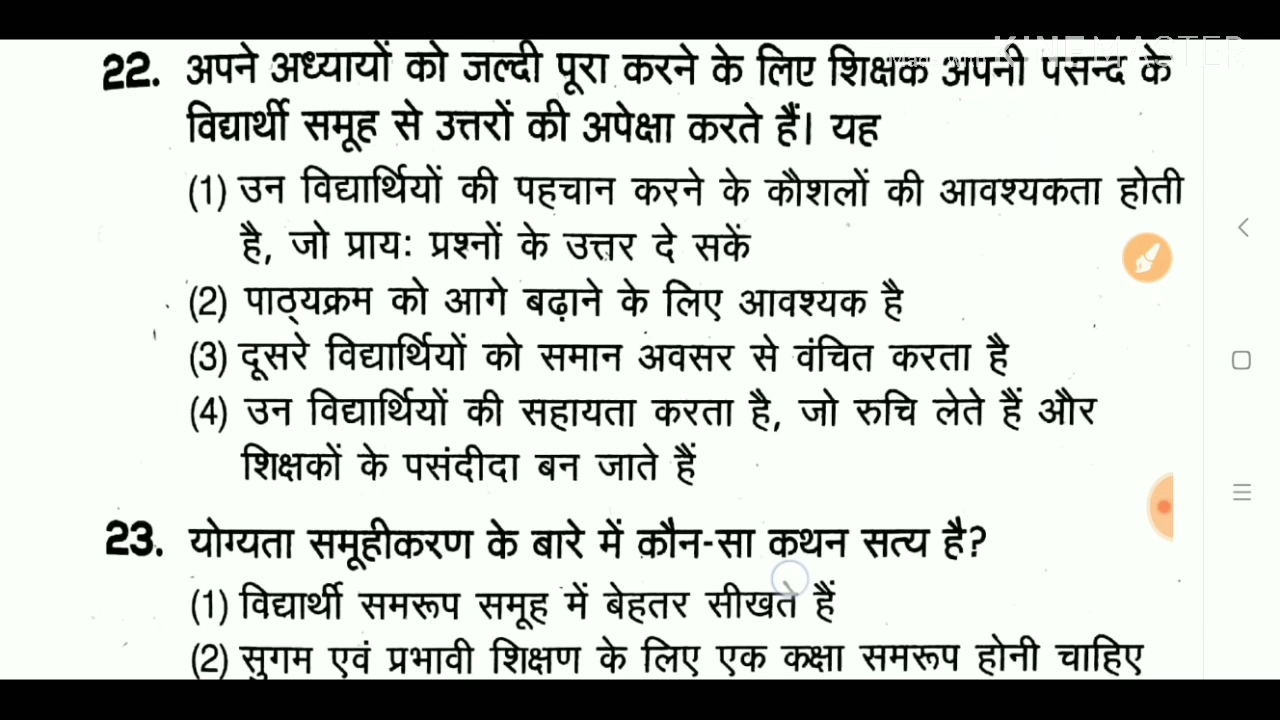 KINEMASTER
22. अपने अध्यायों को जल्दी पूरा करने के लिए शिक्षक अपनी पसन्द के
विद्यार्थी समूह से उत्तरों की अपेक्षा करते हैं। यह
(1) उन विद्यार्थियों की पहचान करने के कौशलों की आवश्यकता होती
है, जो प्रायः प्रश्नों के उत्तर दे सकें
(2) पाठ्यक्रम को आगे बढ़ाने के लिए आवश्यक है
(3) दूसरे विद्यार्थियों को समान अवसर से वंचित करता है
(4) उन विद्यार्थियों की सहायता करता है, जो रुचि लेते हैं और
शिक्षकों के पसंदीदा बन जाते हैं
23. योग्यता समूहीकरण के बारे में कौन-सा कथन सत्य है?
(1) विद्यार्थी समरूप समूह में बेहतर सीखते हैं
(2) सुगम एवं प्रभावी शिक्षण के लिए एक कक्षा समरूप होनी चाहिए